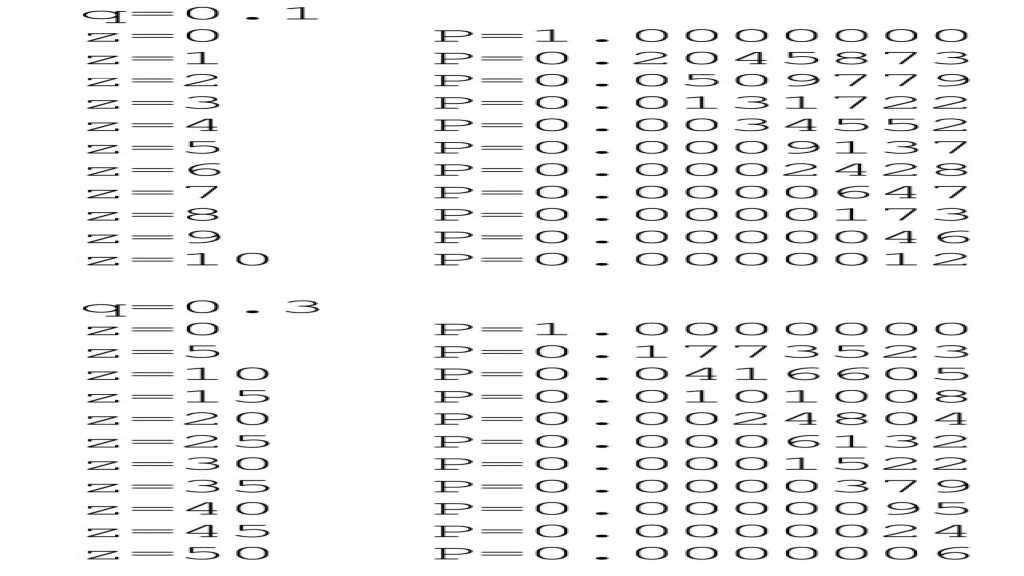 q=0.1
z=0 P=1.0000000
z=1 P=0.2045873
z=2 P=0.0509779
z=3 P=0.0131722
z=4 P=0.0034552
z=5 P=0.0009137
z=6 P=0.0002428
z=7 P=0.0000647
z=8 P=0.0000173
z=9 P=0.0000046
z=10 P=0.0000012
q=0.3
z=0 P=1.0000000
z=5 P=0.1773523
z=10 P=0.0416605
z=15 P=0.0101008
z=20 P=0.0024804
z=25 P=0.0006132
z=30 P=0.0001522
z=35 P=0.0000379
z=40 P=0.0000095
z=45 P=0.0000024
z=50 P=0.0000006